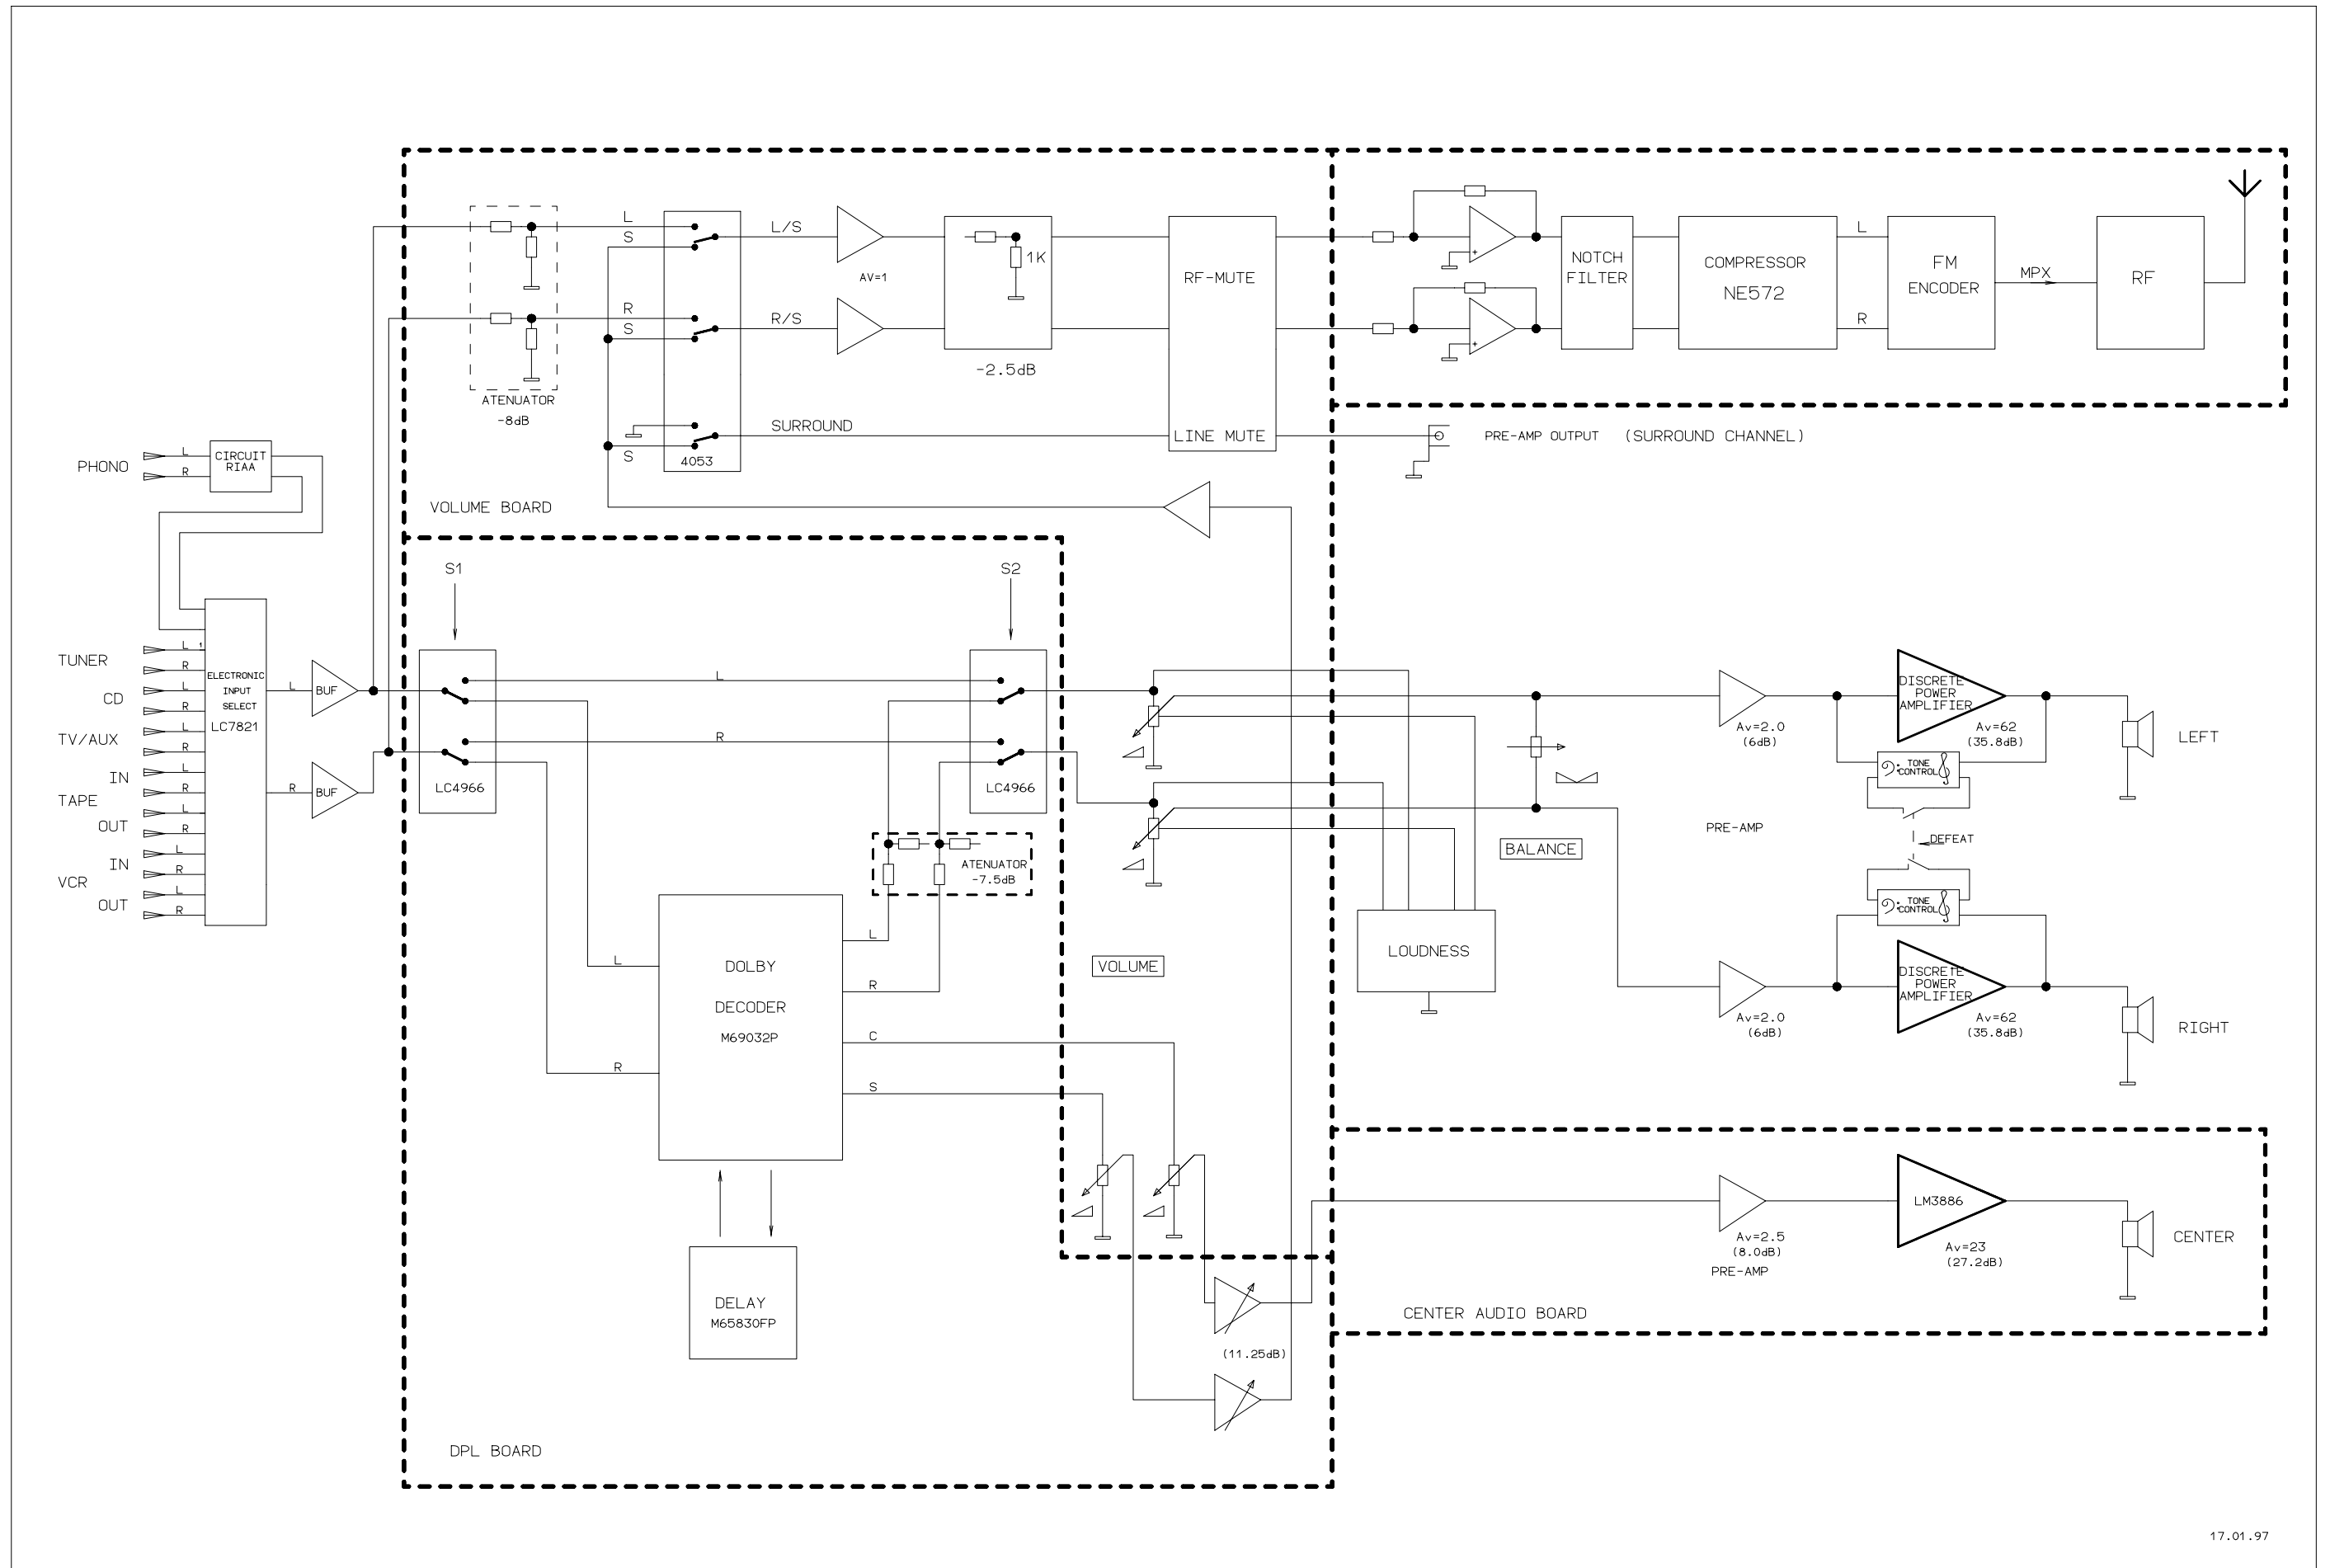 L
S
L/S
AV=1
1K
R
S
R/S
-2.5dB
ATENUATOR
-8dB
RF-MUTE
NOTCH
FILTER
COMPRESSOR
NE572
L
R
FM
ENCODER
MPX
RF
SURROUND
S
4053
LINE MUTE
PRE-AMP OUTPUT (SURROUND CHANNEL)
PHONO
L
R
CIRCUIT
RIAA
VOLUME BOARD
S1
S2
TUNER
L 1
R
CD
L
R
TV/AUX
L
R
IN
L
R
TAPE
OUT
L
R
IN
L
R
VCR
OUT
L
R
ELECTRONIC
INPUT
SELECT
LC7821
L
BUF
R
BUF
LC4966
L
R
LC4966
ATENUATOR
-7.5dB
L
R
DOLBY
DECODER
M69032P
L
R
C
S
DELAY
M65830FP
VOLUME
(11.25dB)
DPL BOARD
LOUDNESS
BALANCE
PRE-AMP
Av=2.0
(6dB)
DISCRETE
POWER
AMPLIFIER
Av=62
(35.8dB)
TONE
CONTROL
LEFT
DEFEAT
TONE
CONTROL
Av=2.0
(6dB)
DISCRETE
POWER
AMPLIFIER
Av=62
(35.8dB)
RIGHT
Av=2.5
(8.0dB)
PRE-AMP
LM3886
Av=23
(27.2dB)
CENTER
CENTER AUDIO BOARD
17.01.97